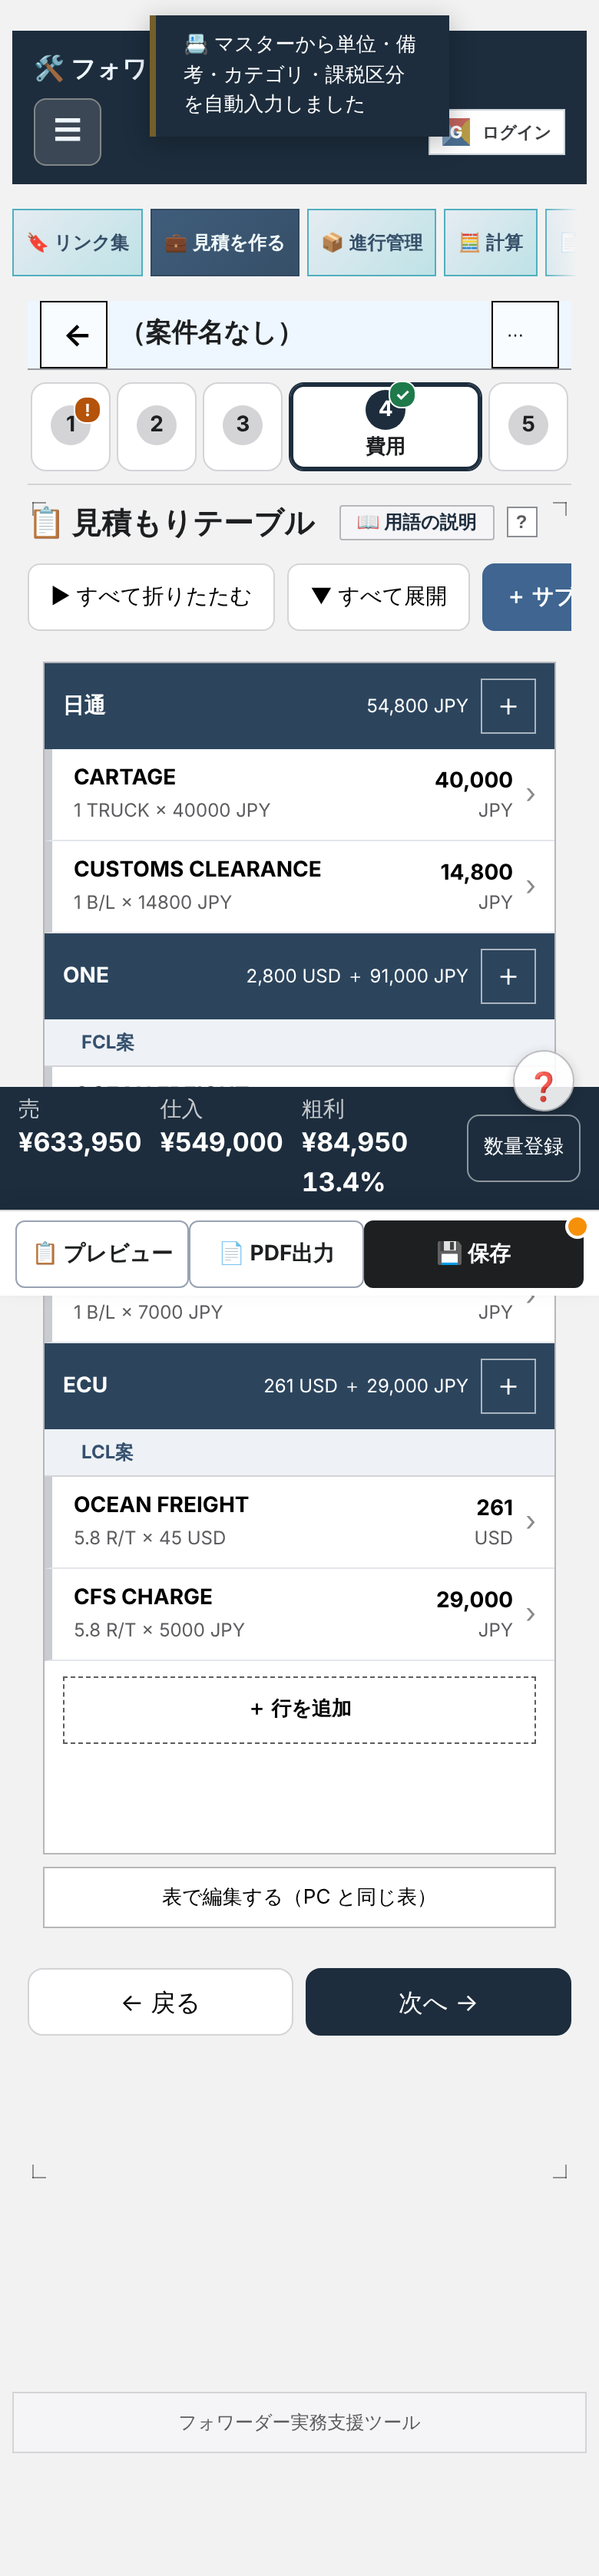 📇 マスターから単位・備
考・カテゴリ・課税区分
を自動入力しました
🛠️ フォワ
☰
G ログイン
🔖 リンク集
💼 見積を作る
📦 進行管理
🧮 計算
← （案件名なし） ...
1 !
2
3
4
費用
5
📋 見積もりテーブル 📖 用語の説明 ?
▶ すべて折りたたむ ▼ すべて展開 ＋ サブ
日通 54,800 JPY ＋
CARTAGE 40,000
1 TRUCK × 40000 JPY JPY ›
CUSTOMS CLEARANCE 14,800
1 B/L × 14800 JPY JPY ›
ONE 2,800 USD ＋ 91,000 JPY ＋
FCL案
❓
売 仕入 粗利
¥633,950 ¥549,000 ¥84,950
13.4%
数量登録
📋 プレビュー 📄 PDF出力 💾 保存
1 B/L × 7000 JPY JPY
ECU 261 USD ＋ 29,000 JPY ＋
LCL案
OCEAN FREIGHT 261
5.8 R/T × 45 USD USD ›
CFS CHARGE 29,000
5.8 R/T × 5000 JPY JPY ›
＋ 行を追加
表で編集する（PC と同じ表）
← 戻る 次へ →
フォワーダー実務支援ツール